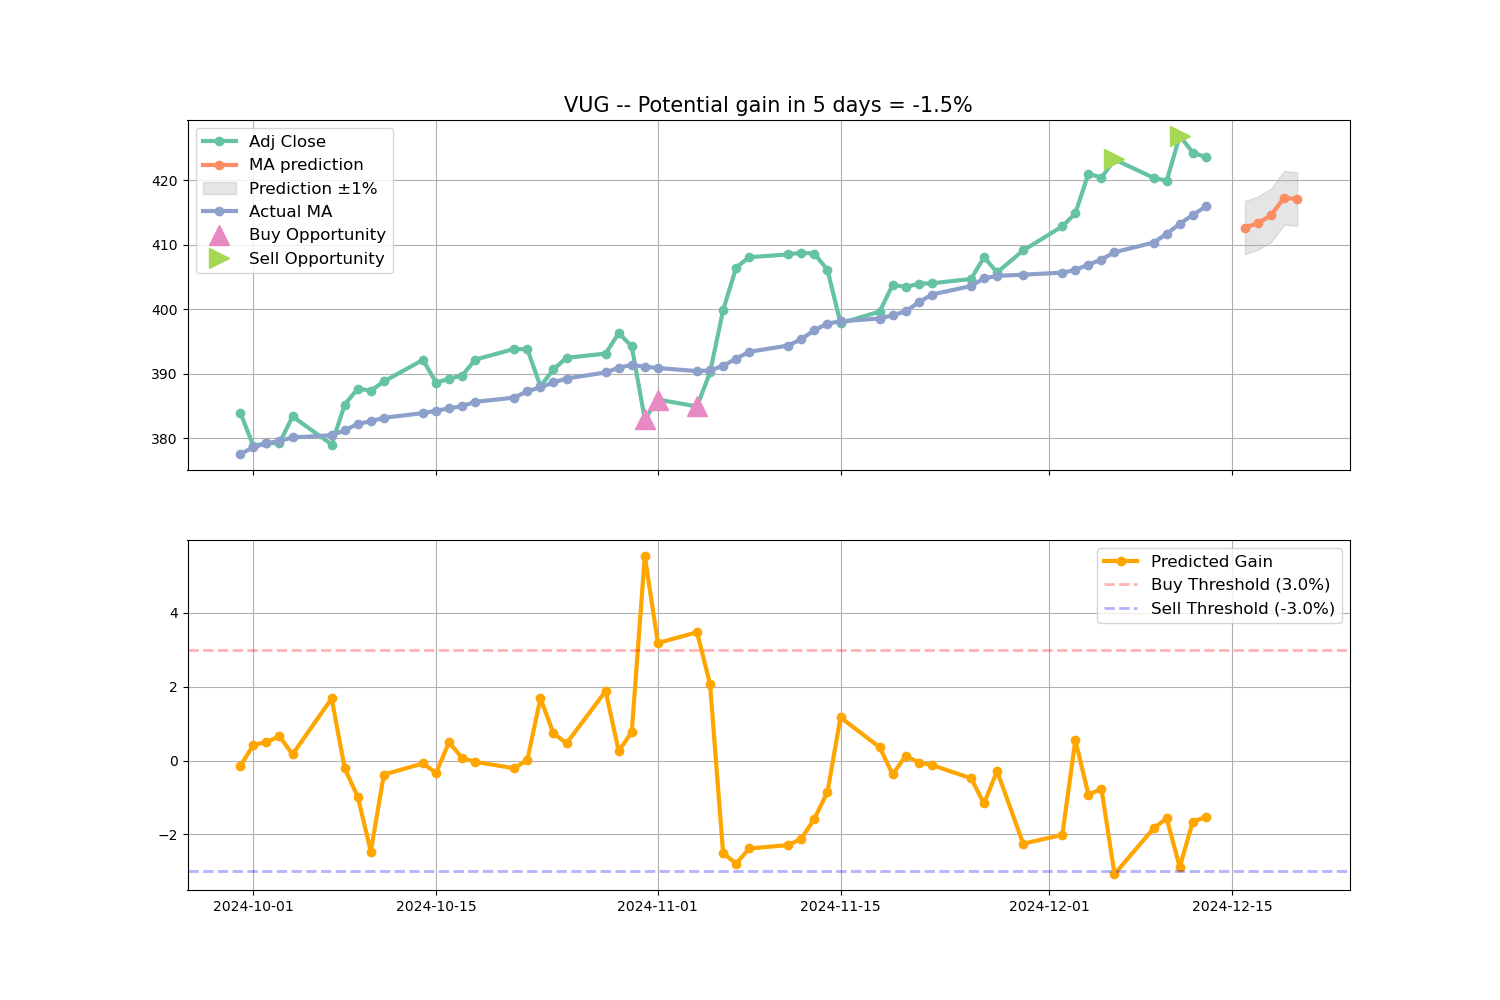 VUG -- Potential gain in 5 days = -1.5%
Adj Close
MA prediction
Prediction ±1%
Actual MA
Buy Opportunity
Sell Opportunity
420
410
400
390
380
Predicted Gain
Buy Threshold (3.0%)
Sell Threshold (-3.0%)
4
2
0
−2
2024-10-01 2024-10-15 2024-11-01 2024-11-15 2024-12-01 2024-12-15